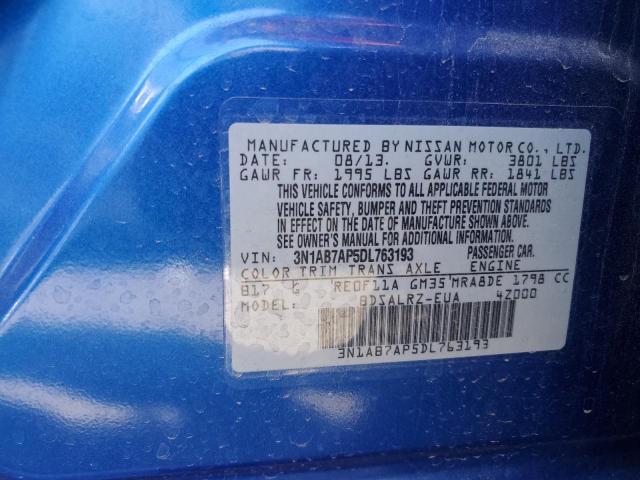 MANUFACTURED BY NISSAN MOTOR CO., LTD.
DATE: 08/13. GVWR: 3801 LBS
GAWR FR: 1995 LBS GAWR RR: 1841 LBS
THIS VEHICLE CONFORMS TO ALL APPLICABLE FEDERAL MOTOR
VEHICLE SAFETY, BUMPER AND THEFT PREVENTION STANDARDS
IN EFFECT ON THE DATE OF MANUFACTURE SHOWN ABOVE.
SEE OWNER'S MANUAL FOR ADDITIONAL INFORMATION.
VIN: 3N1AB7AP5DL763193 PASSENGER CAR.
COLOR TRIM TRANS AXLE ENGINE
B17 G RE0F11A GM35 MRA8DE 1798 CC
BDSALRZ-EUA 4Z000
3N1AB7AP5DL763193